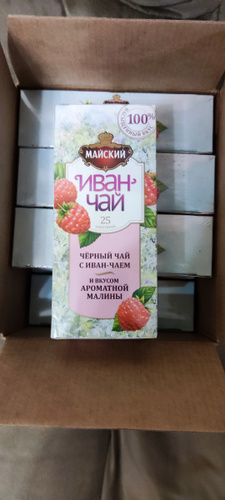 100%
МАЙСКИЙ
ИВАН-
ЧАЙ
25
ЧЁРНЫЙ ЧАЙ
С ИВАН-ЧАЕМ
И ВКУСОМ
АРОМАТНОЙ
МАЛИНЫ